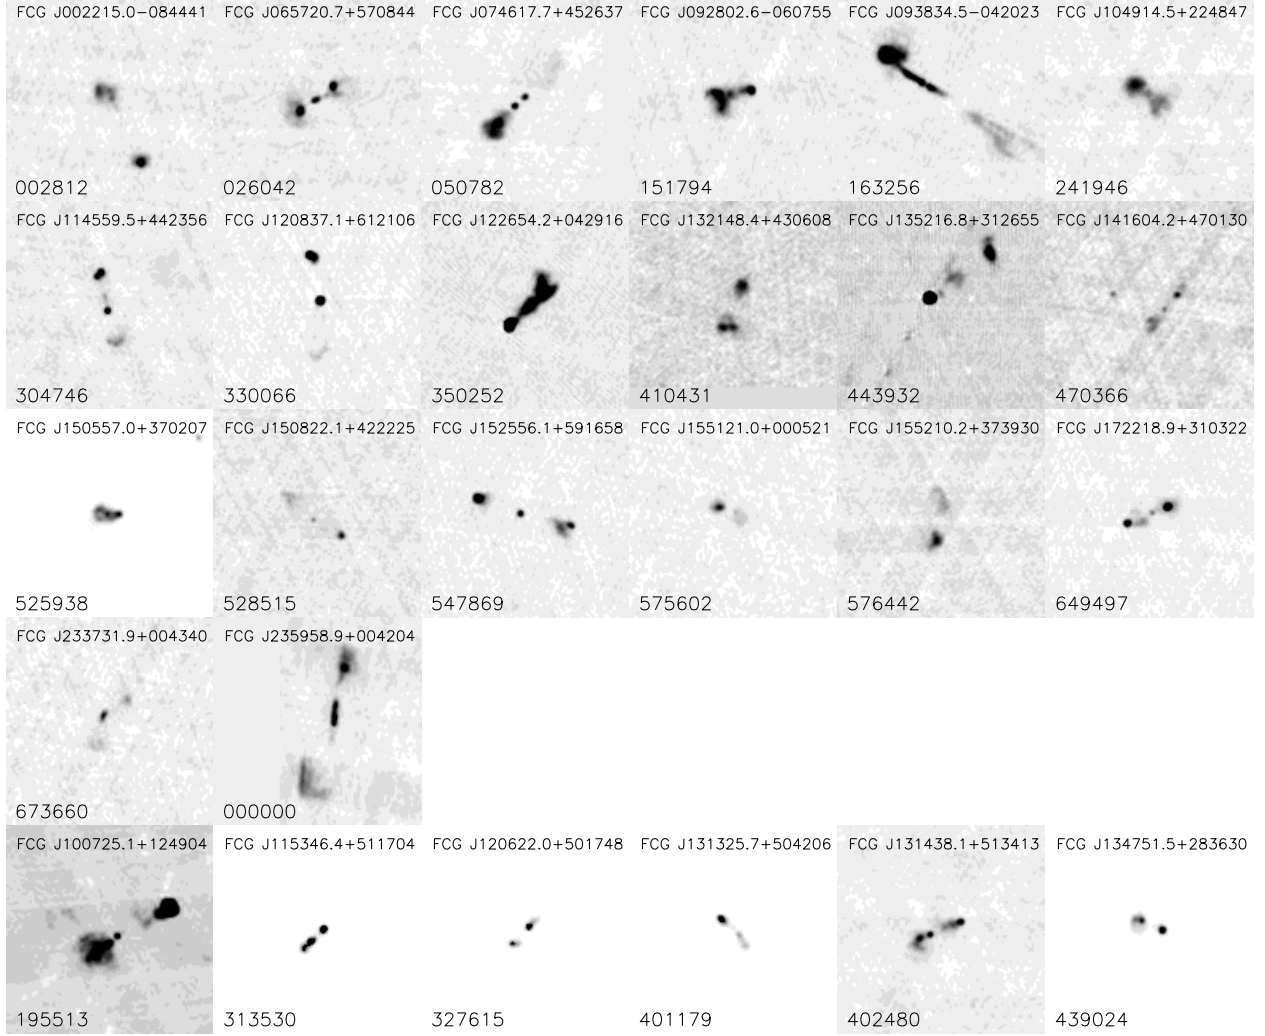 FCG J002215.0-084441 FCG J065720.7+570844 FCG J074617.7+452637 FCG J092802.6-060755 FCG J093834.5-042023 FCG J104914.5+224847
002812 026042 050782 151794 163256 241946
FCG J114559.5+442356 FCG J120837.1+612106 FCG J122654.2+042916 FCG J132148.4+430608 FCG J135216.8+312655 FCG J141604.2+470130
304746 330066 350252 410431 443932 470366
FCG J150557.0+370207 FCG J150822.1+422225 FCG J152556.1+591658 FCG J155121.0+000521 FCG J155210.2+373930 FCG J172218.9+310322
525938 528515 547869 575602 576442 649497
FCG J233731.9+004340 FCG J235958.9+004204
673660 000000
FCG J100725.1+124904 FCG J115346.4+511704 FCG J120622.0+501748 FCG J131325.7+504206 FCG J131438.1+513413 FCG J134751.5+283630
195513 313530 327615 401179 402480 439024